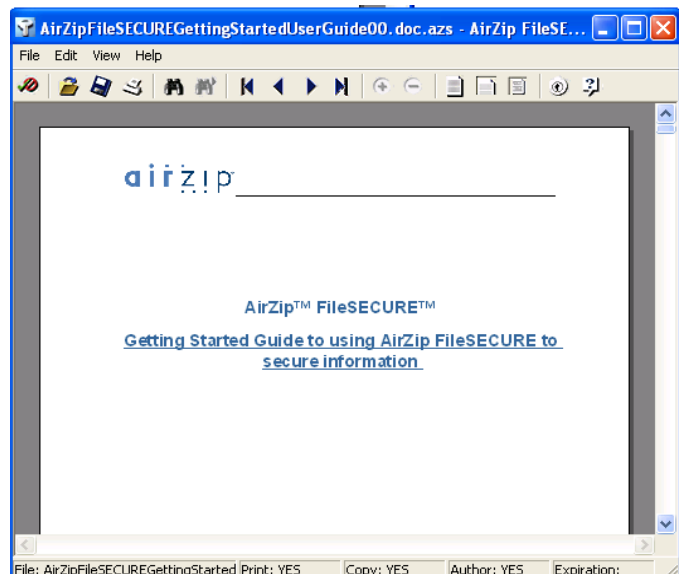 AirZipFileSECUREGettingStartedUserGuide00.doc.azs - AirZip FileSE...
File Edit View Help
airzip
AirZip™ FileSECURE™
Getting Started Guide to using AirZip FileSECURE to
secure information
File: AirZipFileSECUREGettingStarted Print: YES Copy: YES Author: YES Expiration: